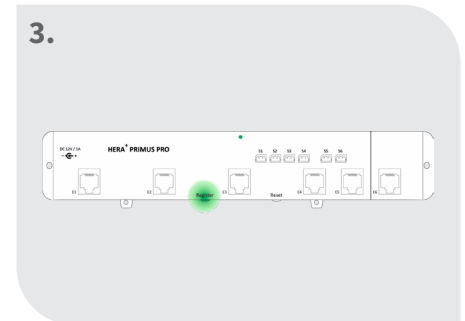 3.
DC 12V / 1A
HERA+ PRIMUS PRO
S1 S2 S3 S4 S5 S6
E1 E2 Register E3 Reset E4 E5 E6